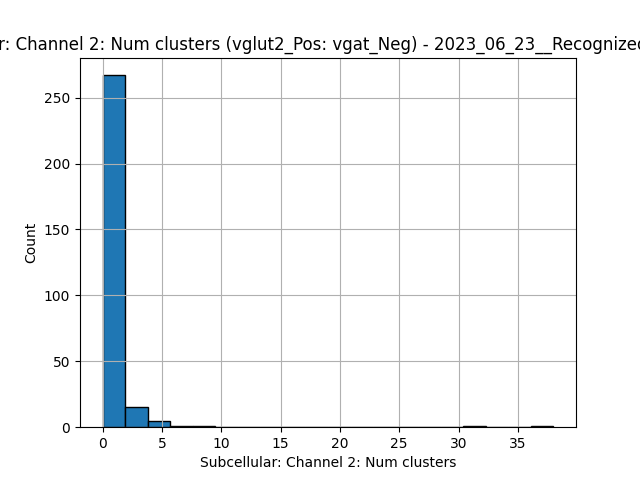 r: Channel 2: Num clusters (vglut2_Pos: vgat_Neg) - 2023_06_23__Recognized
250
200
150
100
50
0
Count
0 5 10 15 20 25 30 35
Subcellular: Channel 2: Num clusters